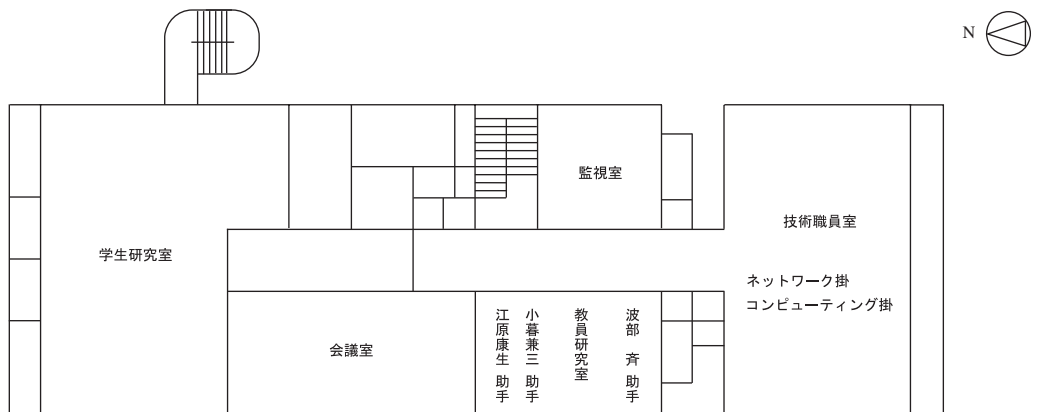 N
監視室
技術職員室
学生研究室
ネットワーク掛
コンピューティング掛
会議室
江原康生 助手
小暮兼三 助手
教員研究室
波部 斉 助手